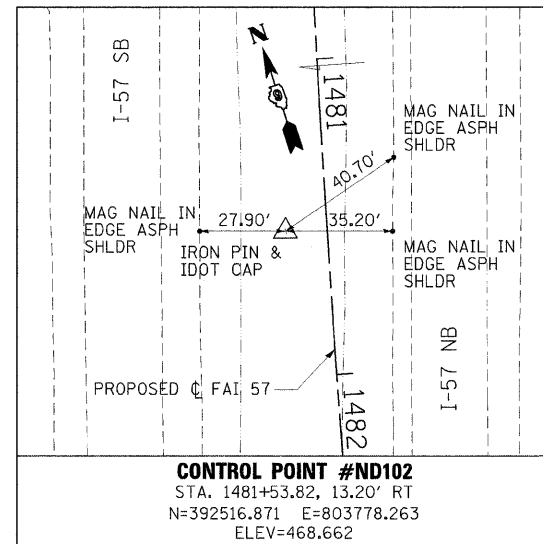 I-57 SB
N
1481
MAG NAIL IN
EDGE ASPH
SHLDR
40.70'
MAG NAIL IN
EDGE ASPH
SHLDR
27.90'
35.20'
IRON PIN &
IDOT CAP
MAG NAIL IN
EDGE ASPH
SHLDR
I-57 NB
PROPOSED ℄ FAI 57
1482
CONTROL POINT #ND102
STA. 1481+53.82, 13.20' RT
N=392516.871 E=803778.263
ELEV=468.662